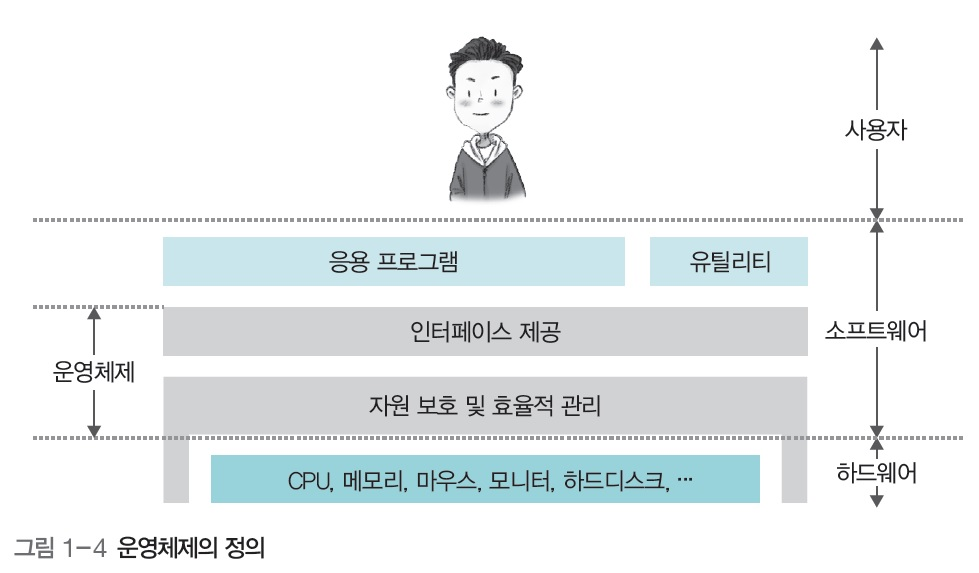 사용자
응용 프로그램
유틸리티
인터페이스 제공
소프트웨어
운영체제
자원 보호 및 효율적 관리
하드웨어
CPU, 메모리, 마우스, 모니터, 하드디스크, …
그림 1-4 운영체제의 정의